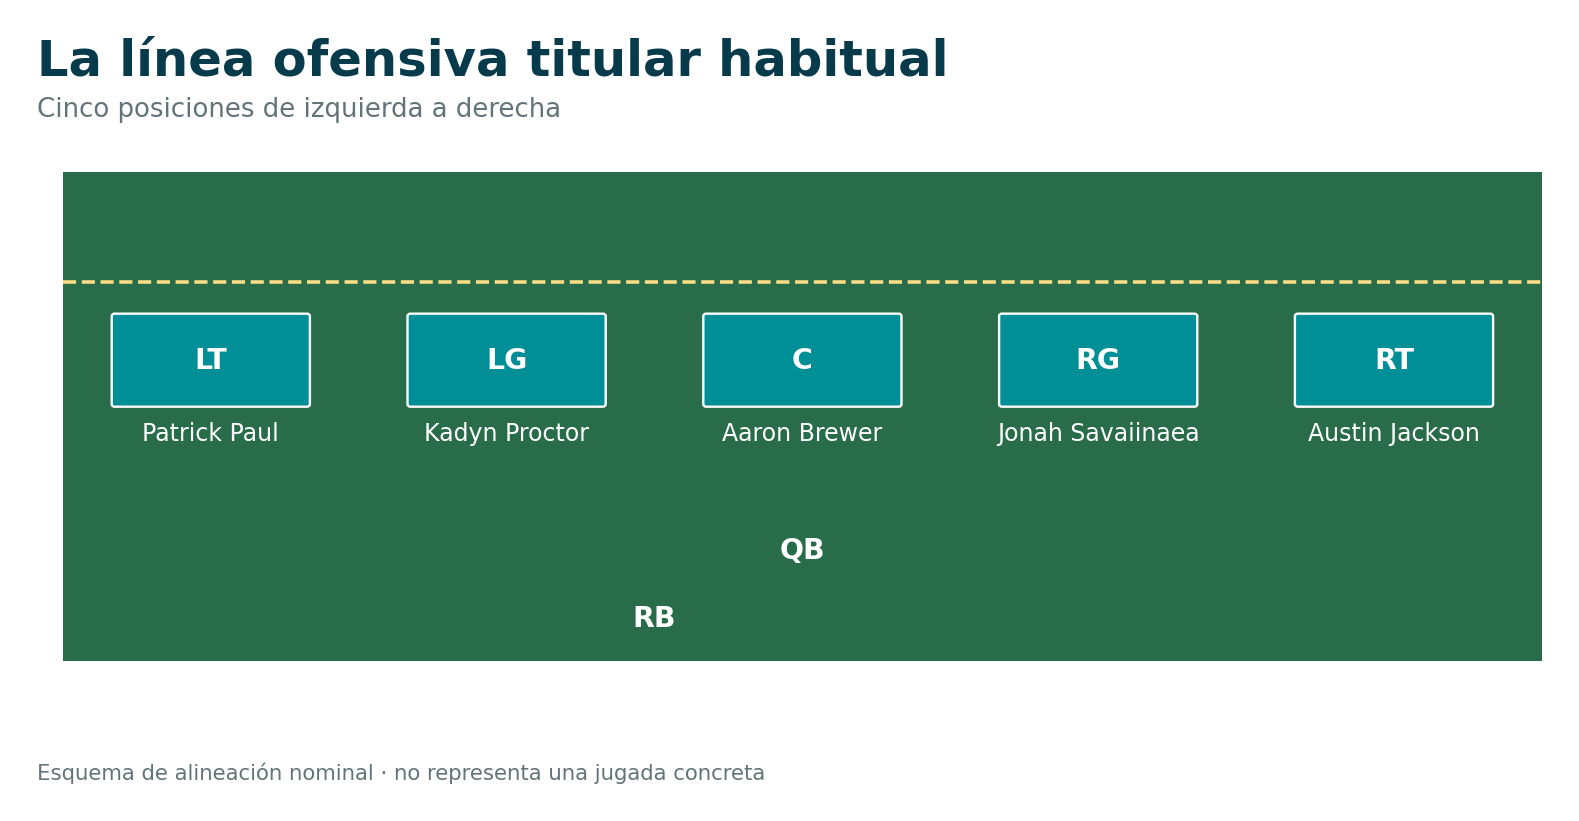 La línea ofensiva titular habitual
Cinco posiciones de izquierda a derecha
LT LG C RG RT
Patrick Paul Kadyn Proctor Aaron Brewer Jonah Savaiinaea Austin Jackson
QB
RB
Esquema de alineación nominal · no representa una jugada concreta